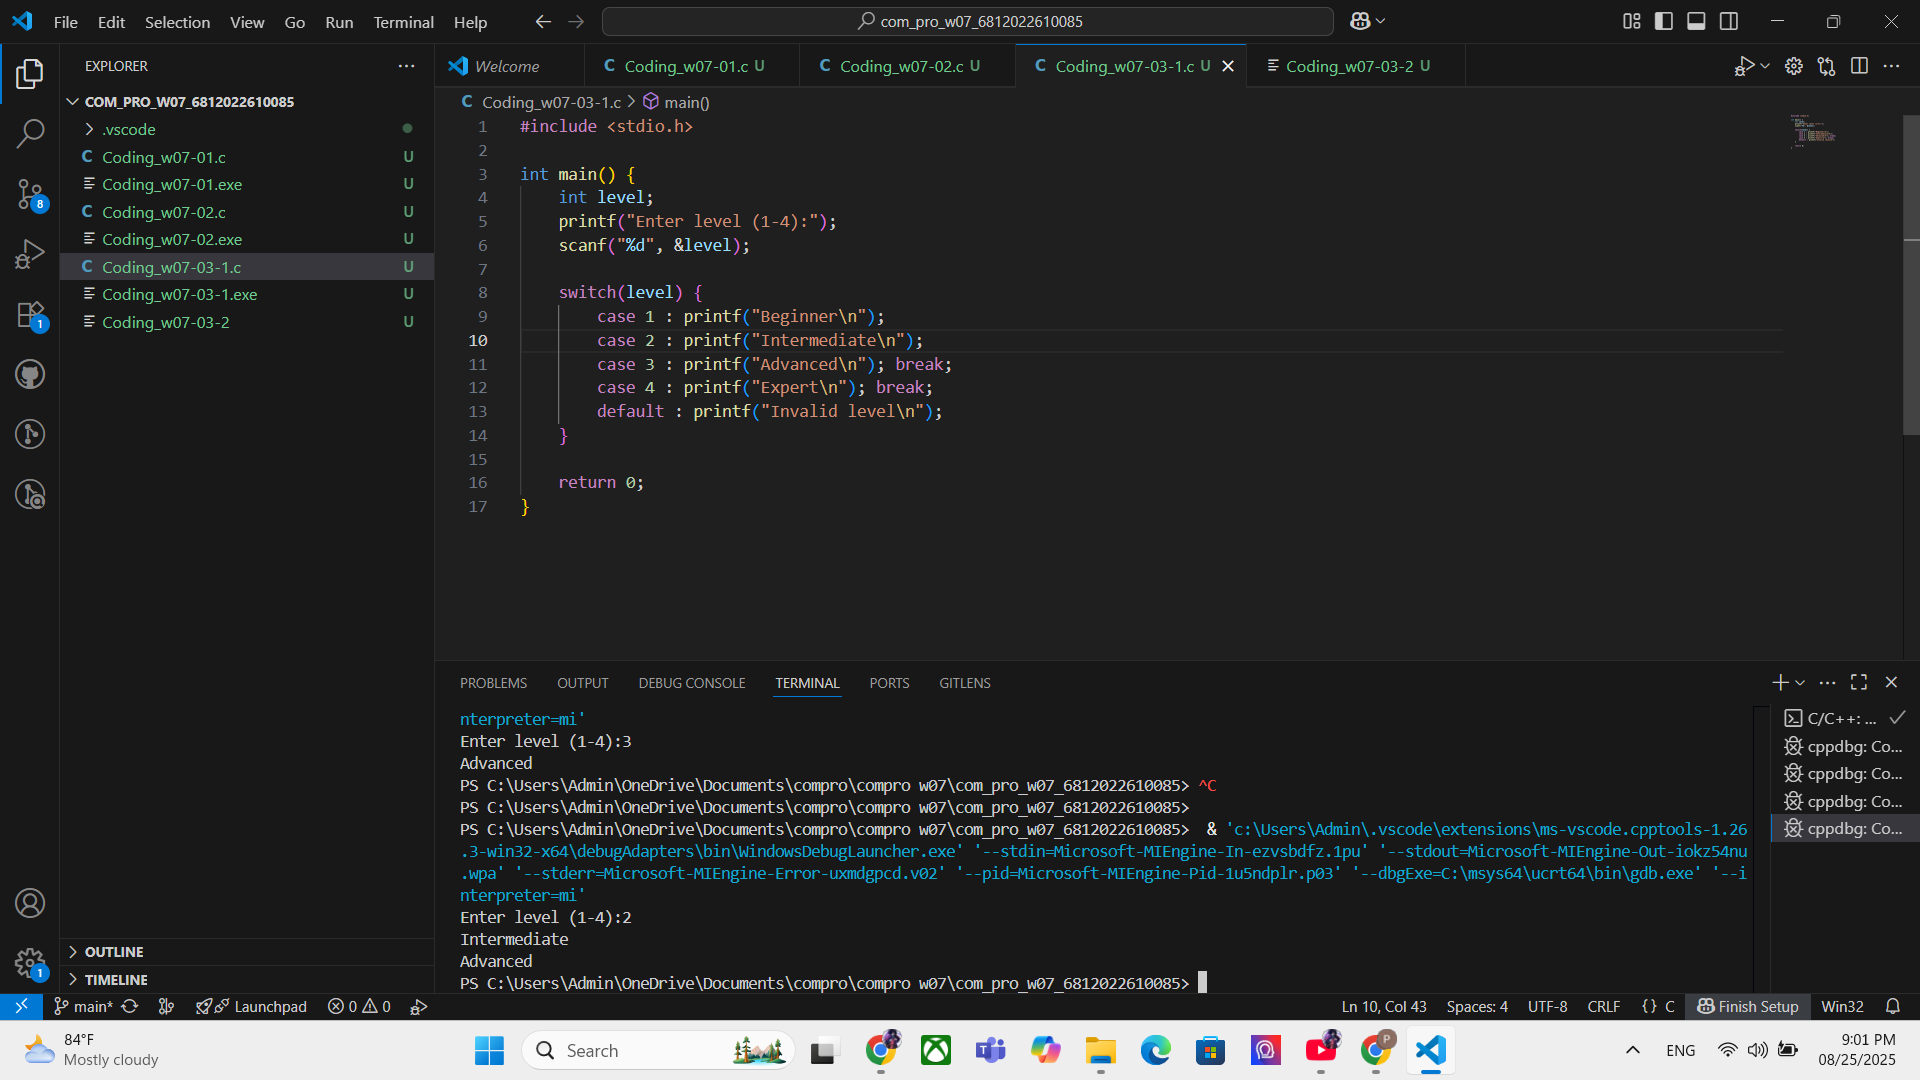 File Edit Selection View Go Run Terminal Help
com_pro_w07_6812022610085
EXPLORER
Welcome
C Coding_w07-01.c U
C Coding_w07-02.c U
C Coding_w07-03-1.c U
Coding_w07-03-2 U
COM_PRO_W07_6812022610085
.vscode
C Coding_w07-01.c U
Coding_w07-01.exe U
C Coding_w07-02.c U
Coding_w07-02.exe U
C Coding_w07-03-1.c U
Coding_w07-03-1.exe U
Coding_w07-03-2 U
8
1
1
OUTLINE
TIMELINE
C Coding_w07-03-1.c > main()
1 #include <stdio.h>
2
3 int main() {
4 int level;
5 printf("Enter level (1-4):");
6 scanf("%d", &level);
7
8 switch(level) {
9 case 1 : printf("Beginner\n");
10 case 2 : printf("Intermediate\n");
11 case 3 : printf("Advanced\n"); break;
12 case 4 : printf("Expert\n"); break;
13 default : printf("Invalid level\n");
14 }
15
16 return 0;
17 }
PROBLEMS OUTPUT DEBUG CONSOLE TERMINAL PORTS GITLENS
nterpreter=mi'
Enter level (1-4):3
Advanced
PS C:\Users\Admin\OneDrive\Documents\compro\compro w07\com_pro_w07_6812022610085> ^C
PS C:\Users\Admin\OneDrive\Documents\compro\compro w07\com_pro_w07_6812022610085>
PS C:\Users\Admin\OneDrive\Documents\compro\compro w07\com_pro_w07_6812022610085> & 'c:\Users\Admin\.vscode\extensions\ms-vscode.cpptools-1.26
.3-win32-x64\debugAdapters\bin\WindowsDebugLauncher.exe' '--stdin=Microsoft-MIEngine-In-ezvsbdfz.1pu' '--stdout=Microsoft-MIEngine-Out-iokz54nu
.wpa' '--stderr=Microsoft-MIEngine-Error-uxmdgpcd.v02' '--pid=Microsoft-MIEngine-Pid-1u5ndplr.p03' '--dbgExe=C:\msys64\ucrt64\bin\gdb.exe' '--i
nterpreter=mi'
Enter level (1-4):2
Intermediate
Advanced
PS C:\Users\Admin\OneDrive\Documents\compro\compro w07\com_pro_w07_6812022610085>
C/C++: ...
cppdbg: Co...
cppdbg: Co...
cppdbg: Co...
cppdbg: Co...
main* Launchpad 0 0 Ln 10, Col 43 Spaces: 4 UTF-8 CRLF {} C Finish Setup Win32
84°F
Mostly cloudy
Search
P
ENG
9:01 PM
08/25/2025